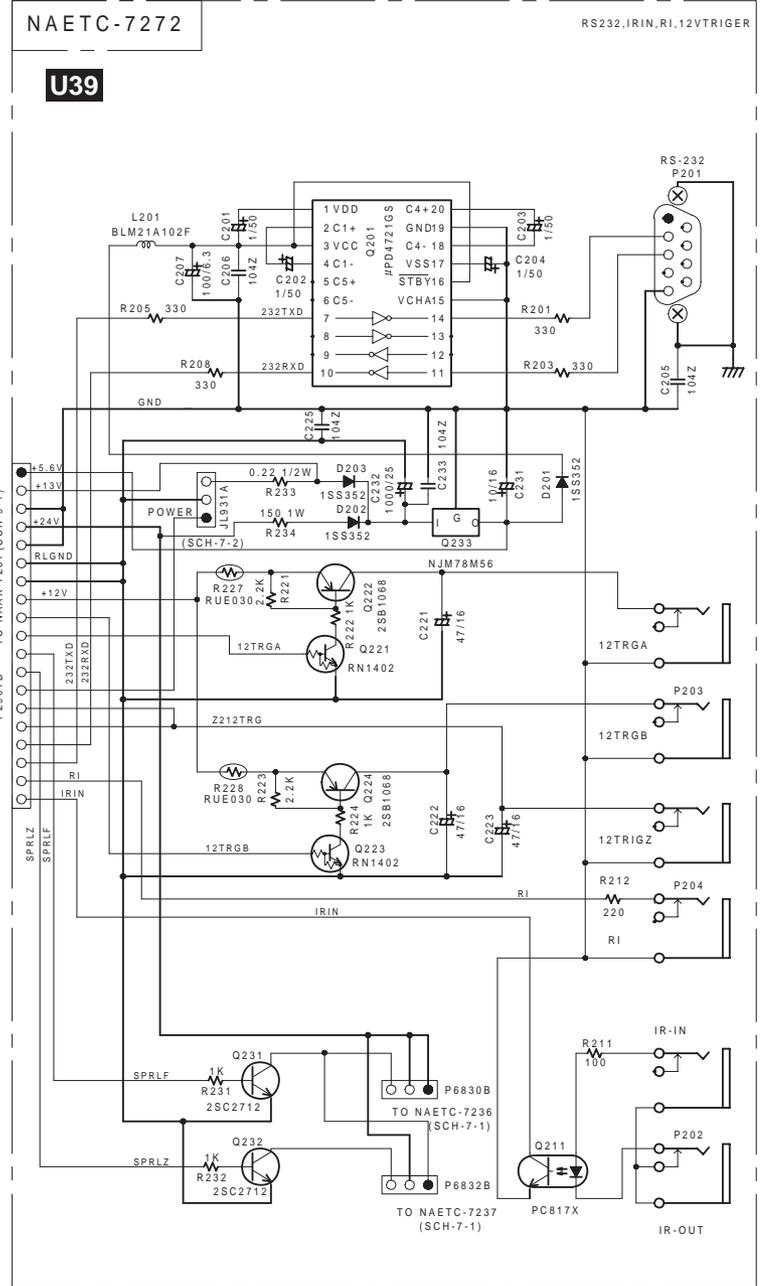 NAETC-7272
RS232,IRIN,RI,12VTRIGER
U39
RS-232
P201
L201
BLM21A102F
C201
1/50
C207
100/6.3
C206
104Z
C202
1/50
1 VDD
2 C1+
3 VCC
4 C1-
5 C5+
6 C5-
7
8
9
10
Q201
µPD4721GS
C4+20
GND19
C4- 18
VSS17
STBY16
VCHA15
14
13
12
11
C203
1/50
C204
1/50
R205 330
232TXD
R201
330
R208
330
232RXD
R203 330
C205
104Z
GND
C225
104Z
104Z
C233
C232
1000/25
10/16
C231
D201
1SS352
+5.6V
+13V
+24V
RLGND
+12V
POWER
JL931A
(SCH-7-2)
0.22 1/2W
R233
D203
1SS352
150 1W
R234
D202
1SS352
I G O
Q233
NJM78M56
R227
RUE030
2.2K
R221
R222 1K
Q222
2SB1068
C221
47/16
12TRGA
Q221
RN1402
12TRGA
232TXD
232RXD
P203
12TRGB
Z212TRG
R228
RUE030
R223
2.2K
R224
1K
Q224
2SB1068
C222
47/16
C223
47/16
12TRIGZ
12TRGB
Q223
RN1402
RI
IRIN
SPRLZ
SPRLF
RI
R212
220
P204
RI
IRIN
IR-IN
R211
100
Q231
1K
R231
2SC2712
SPRLF
P6830B
TO NAETC-7236
(SCH-7-1)
Q232
1K
R232
2SC2712
SPRLZ
P6832B
TO NAETC-7237
(SCH-7-1)
Q211
PC817X
P202
IR-OUT